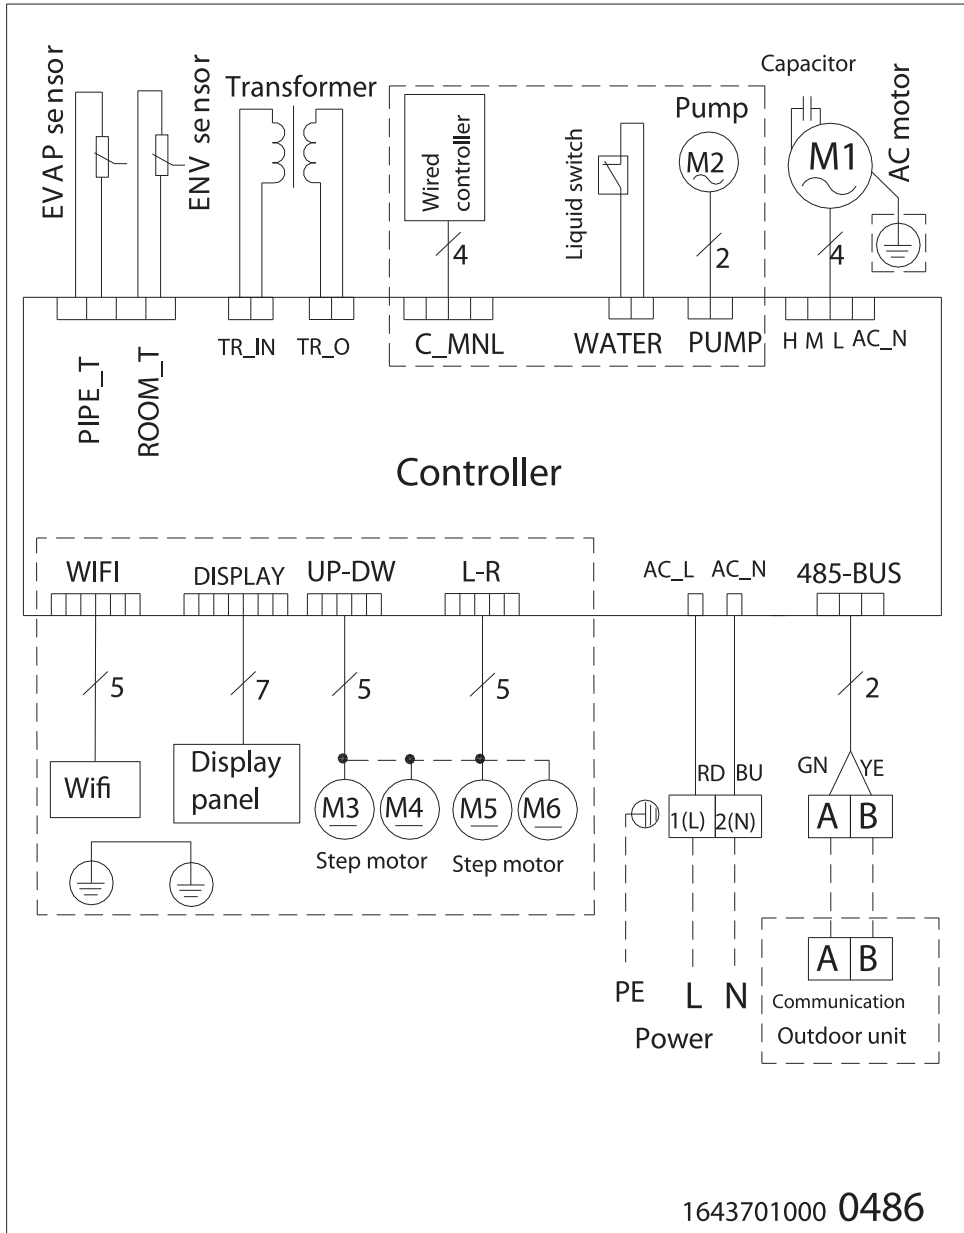 EVAP sensor
ENV sensor
Transformer
Wired
controller
4
Liquid switch
Pump
M2
2
Capacitor
M1
AC motor
4
PIPE_T
ROOM_T
TR_IN
TR_O
C_MNL
WATER
PUMP
H M L AC_N
Controller
WIFI
DISPLAY
UP-DW
L-R
AC_L
AC_N
485-BUS
5
7
5
5
2
Wifi
Display
panel
M3
M4
M5
M6
Step motor
Step motor
RD
BU
1(L)
2(N)
GN
YE
A
B
A
B
PE
L
N
Power
Communication
Outdoor unit
1643701000 0486